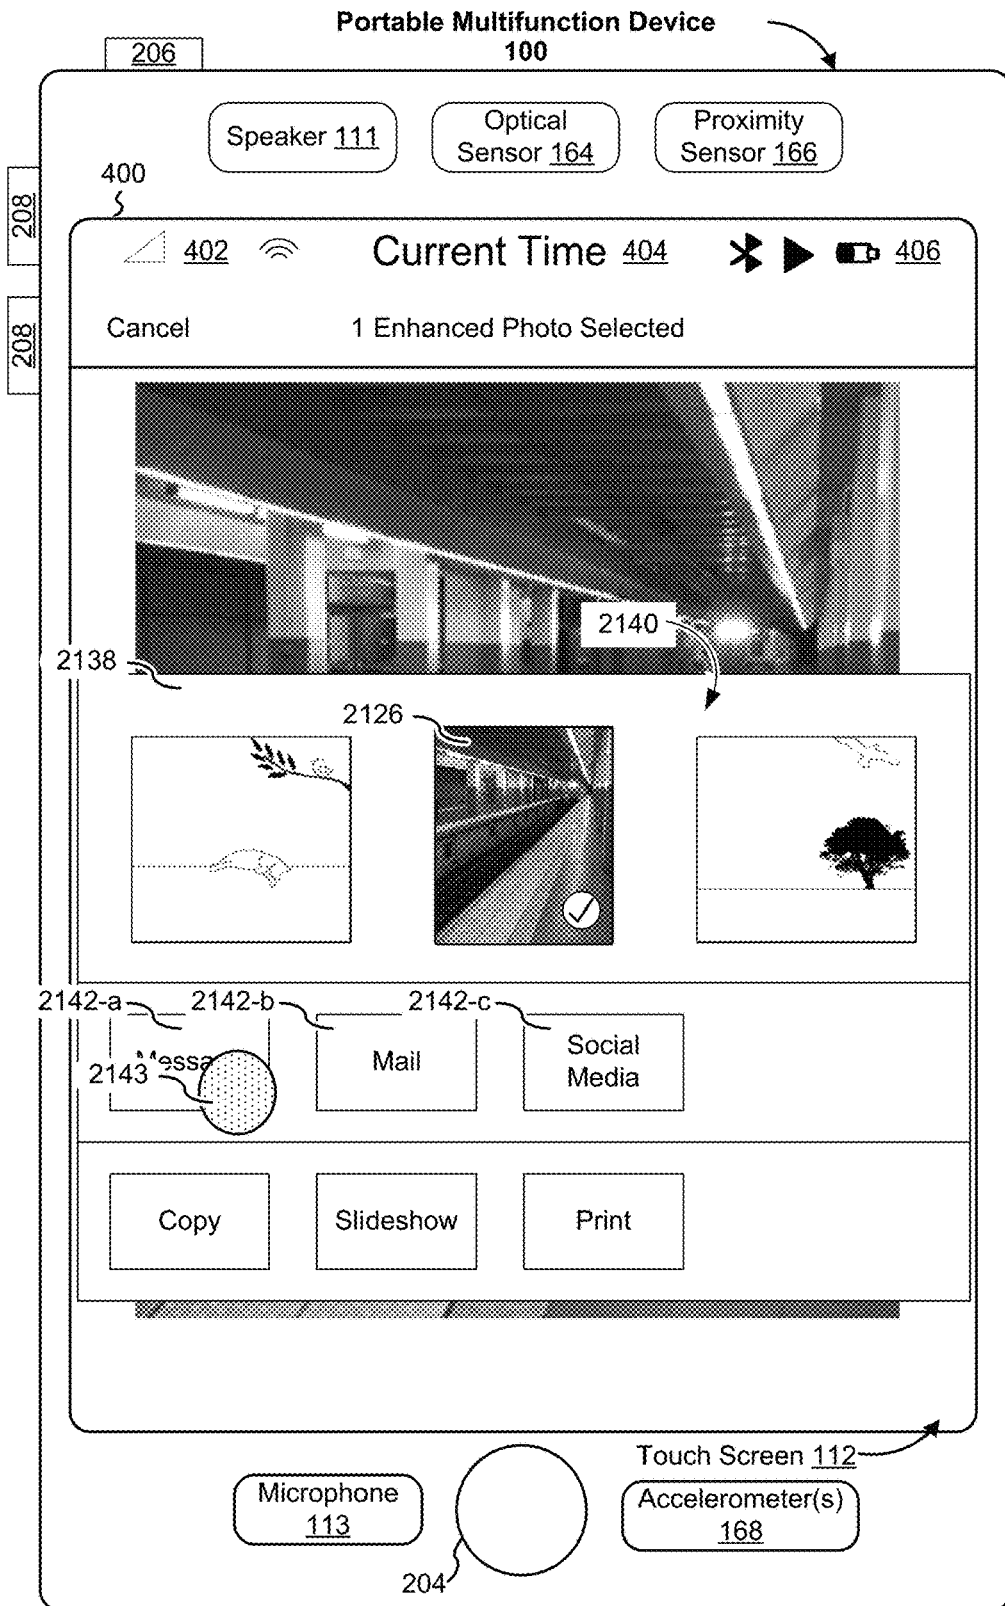 Portable Multifunction Device
100
206
Speaker 111
Optical
Sensor 164
Proximity
Sensor 166
208
400
402
Current Time 404
406
208
Cancel
1 Enhanced Photo Selected
2140
2138
2126
2142-a
2142-b
2142-c
Messa
Mail
Social
Media
2143
Copy
Slideshow
Print
Touch Screen 112
Microphone
113
Accelerometer(s)
168
204